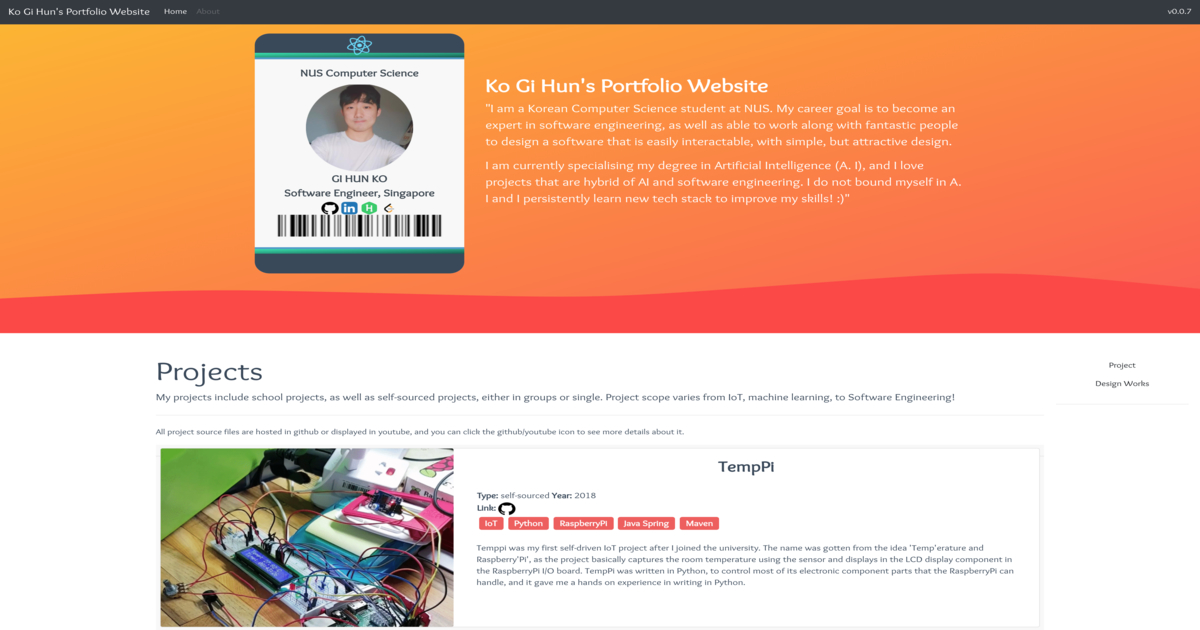 Ko Gi Hun's Portfolio Website Home About v0.0.7
NUS Computer Science
GI HUN KO
Software Engineer, Singapore
Ko Gi Hun's Portfolio Website
"I am a Korean Computer Science student at NUS. My career goal is to become an
expert in software engineering, as well as able to work along with fantastic people
to design a software that is easily interactable, with simple, but attractive design.
I am currently specialising my degree in Artificial Intelligence (A. I), and I love
projects that are hybrid of AI and software engineering. I do not bound myself in A.
I and I persistently learn new tech stack to improve my skills! :)"
Projects
My projects include school projects, as well as self-sourced projects, either in groups or single. Project scope varies from IoT, machine learning, to Software Engineering!
All project source files are hosted in github or displayed in youtube, and you can click the github/youtube icon to see more details about it.
Project
Design Works
TempPi
Type: self-sourced Year: 2018
Link:
IoT Python RaspberryPi Java Spring Maven
Temppi was my first self-driven IoT project after I joined the university. The name was gotten from the idea 'Temp'erature and
Raspberry'Pi', as the project basically captures the room temperature using the sensor and displays in the LCD display component in
the RaspberryPi I/O board. TempPi was written in Python, to control most of its electronic component parts that the RaspberryPi can
handle, and it gave me a hands on experience in writing in Python.